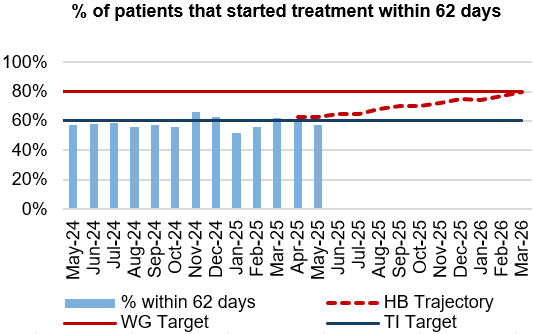 % of patients that started treatment within 62 days
100%
80%
60%
40%
20%
0%
May-24
Jun-24
Jul-24
Aug-24
Sep-24
Oct-24
Nov-24
Dec-24
Jan-25
Feb-25
Mar-25
Apr-25
May-25
Jun-25
Jul-25
Aug-25
Sep-25
Oct-25
Nov-25
Dec-25
Jan-26
Feb-26
Mar-26
% within 62 days
HB Trajectory
WG Target
TI Target